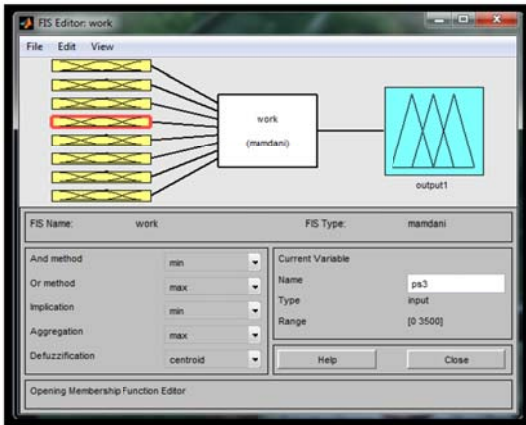 FIS Editor: work
File Edit View
work
(mamdani)
output1
FIS Name: work FIS Type: mamdani
And method min
Or method max
Implication min
Aggregation max
Defuzzification centroid
Current Variable
Name ps3
Type input
Range [0 3500]
Help Close
Opening Membership Function Editor